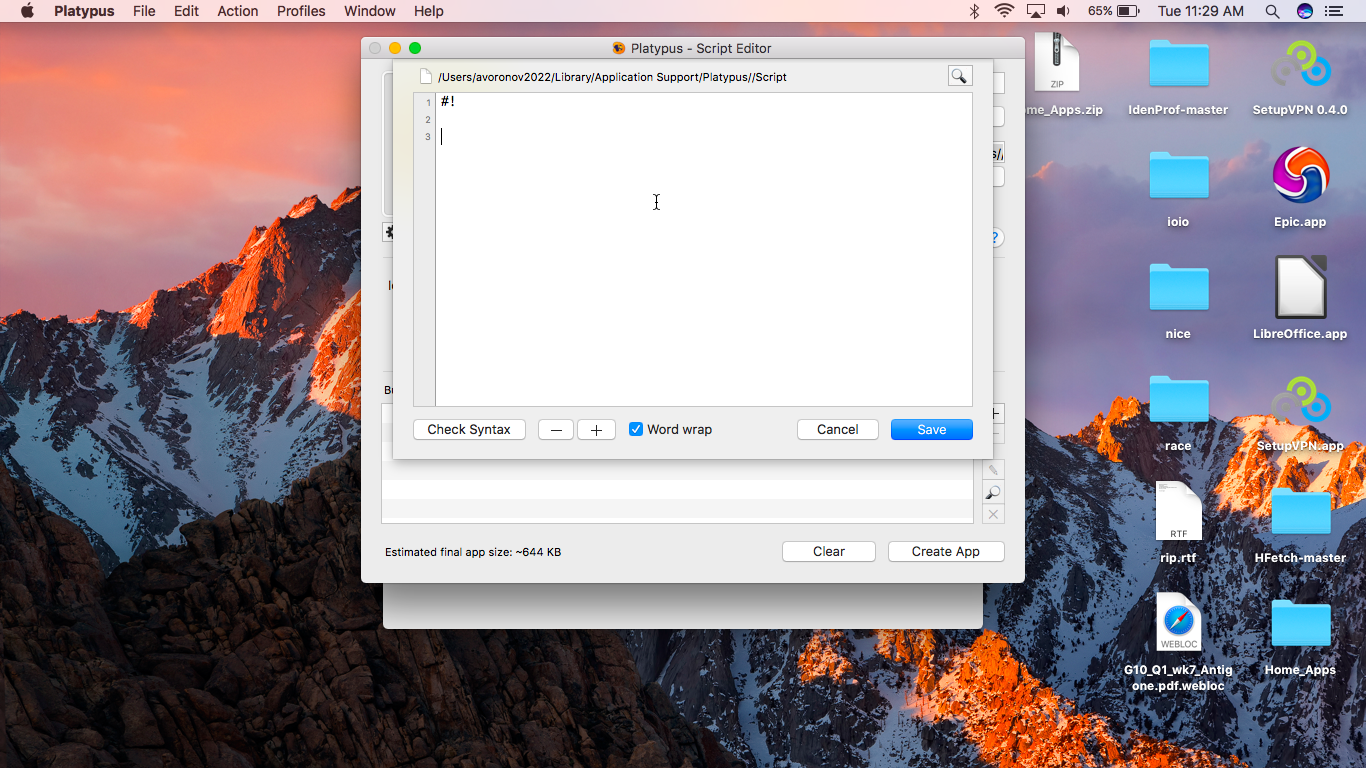 Platypus File Edit Action Profiles Window Help 65% Tue 11:29 AM
Platypus - Script Editor
/Users/avoronov2022/Library/Application Support/Platypus//Script
1 #!
2
3
s/
?
Check Syntax
Word wrap
Cancel
Save
Estimated final app size: ~644 KB
Clear
Create App
ZIP
me_Apps.zip
IdenProf-master
SetupVPN 0.4.0
ioio
Epic.app
nice
LibreOffice.app
race
SetupVPN.app
RTF
rip.rtf
HFetch-master
WEBLOC
G10_Q1_wk7_Antig
one.pdf.webloc
Home_Apps